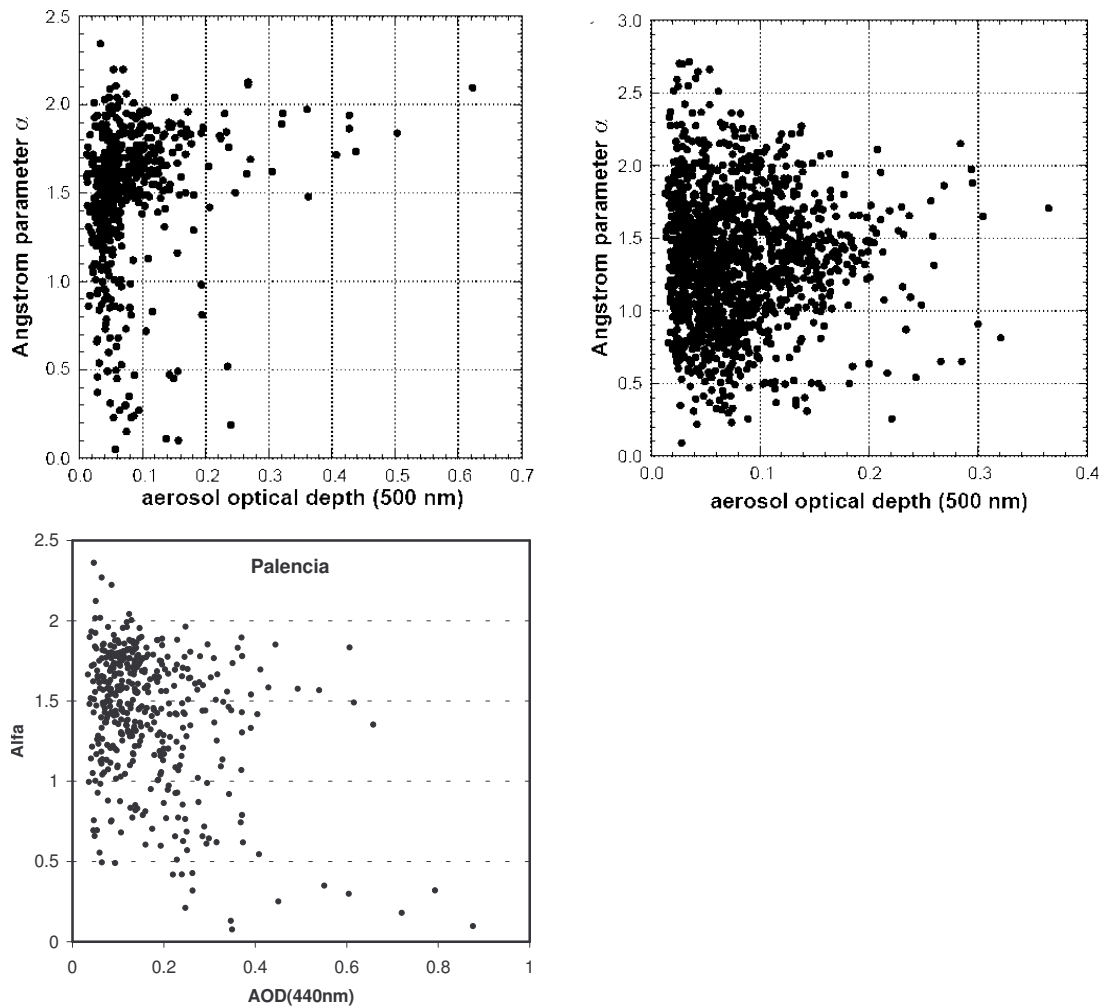 2.5
2.0
1.5
1.0
0.5
0.0
Angstrom parameter α
0.0 0.1 0.2 0.3 0.4 0.5 0.6 0.7
aerosol optical depth (500 nm)
3.0
2.5
2.0
1.5
1.0
0.5
0.0
Angstrom parameter α
0.0 0.1 0.2 0.3 0.4
aerosol optical depth (500 nm)
Palencia
2.5
2
1.5
1
0.5
0
Alfa
0 0.2 0.4 0.6 0.8 1
AOD(440nm)